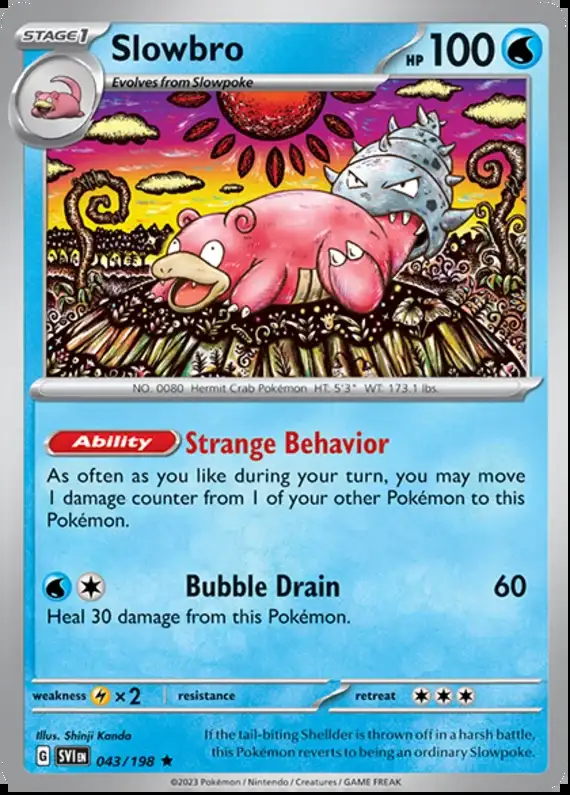 STAGE 1
Slowbro
HP 100
Evolves from Slowpoke
NO. 0080 Hermit Crab Pokémon HT: 5'3" WT: 173.1 lbs.
Ability Strange Behavior
As often as you like during your turn, you may move
1 damage counter from 1 of your other Pokémon to this
Pokémon.
Bubble Drain 60
Heal 30 damage from this Pokémon.
weakness ×2 resistance retreat
Illus. Shinji Kanda
If the tail-biting Shellder is thrown off in a harsh battle,
this Pokémon reverts to being an ordinary Slowpoke.
G SVI EN 043/198 ★
©2023 Pokémon / Nintendo / Creatures / GAME FREAK